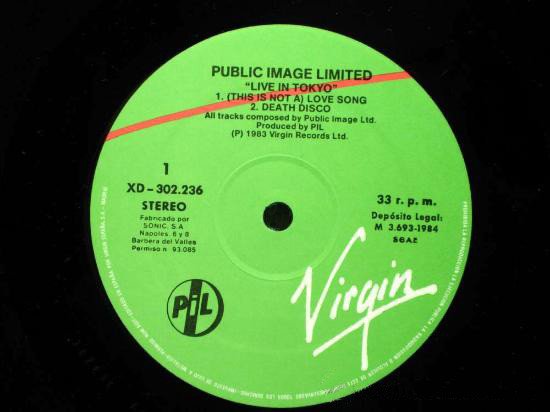 PUBLIC IMAGE LIMITED
"LIVE IN TOKYO"
1. (THIS IS NOT A) LOVE SONG
2. DEATH DISCO
All tracks composed by Public Image Ltd.
Produced by PIL
(P) 1983 Virgin Records Ltd.
1
XD-302.236
STEREO
Fabricado por
SONIC, S.A
Napoles, 6 y 8
Barbera del Valles
Permiso n 93.085
33 r. p. m.
Depósito Legal:
M 3.693-1984
SGAE
PiL
Virgin